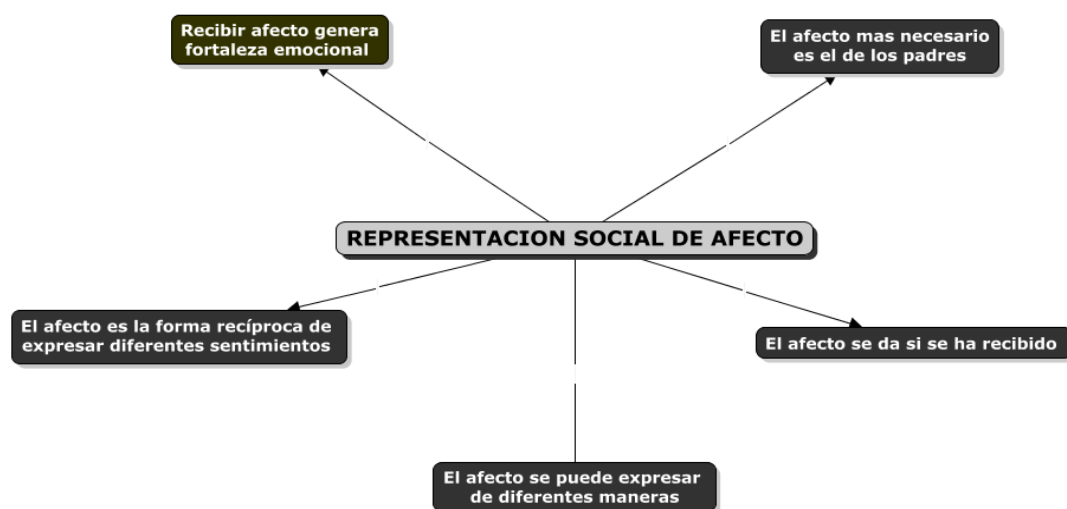 Recibir afecto genera
fortaleza emocional
El afecto mas necesario
es el de los padres
REPRESENTACION SOCIAL DE AFECTO
El afecto es la forma recíproca de
expresar diferentes sentimientos
El afecto se da si se ha recibido
El afecto se puede expresar
de diferentes maneras